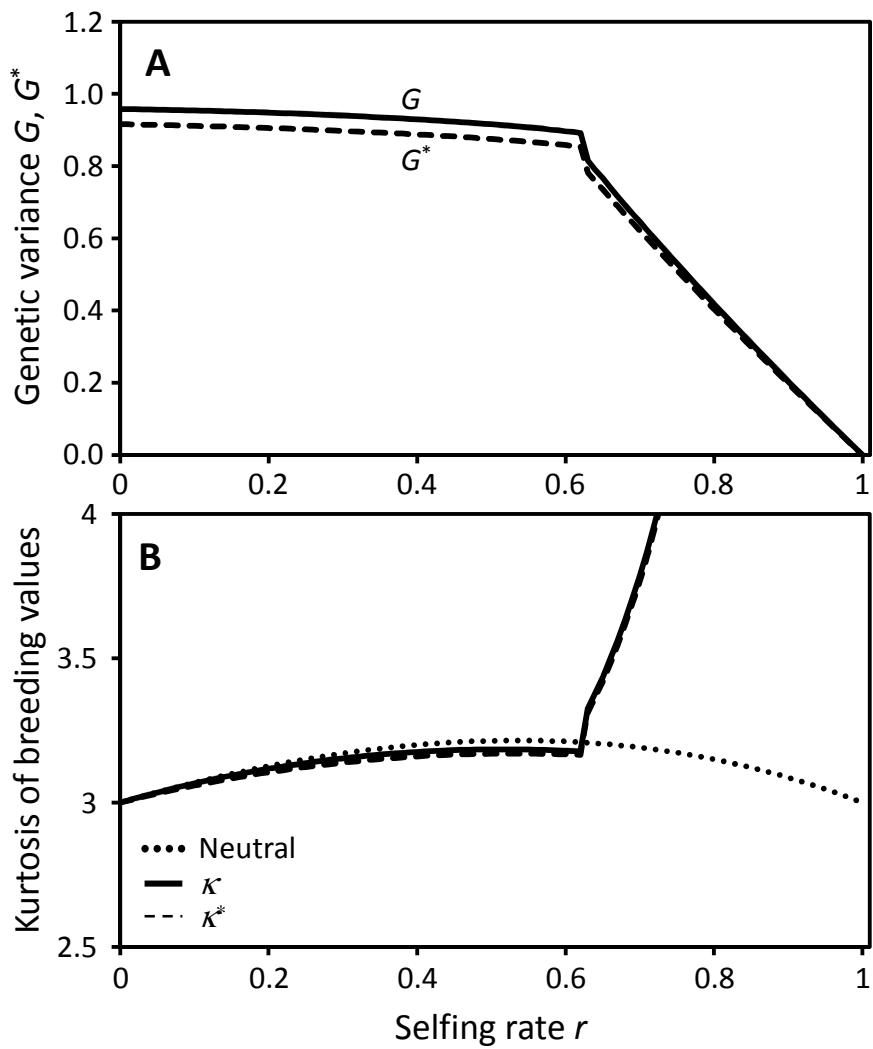 A
Genetic variance G, G*
1.2
1.0
0.8
0.6
0.4
0.2
0.0
G
G*
0 0.2 0.4 0.6 0.8 1
B
Kurtosis of breeding values
4
3.5
3
2.5
Neutral
κ
κ*
0 0.2 0.4 0.6 0.8 1
Selfing rate r